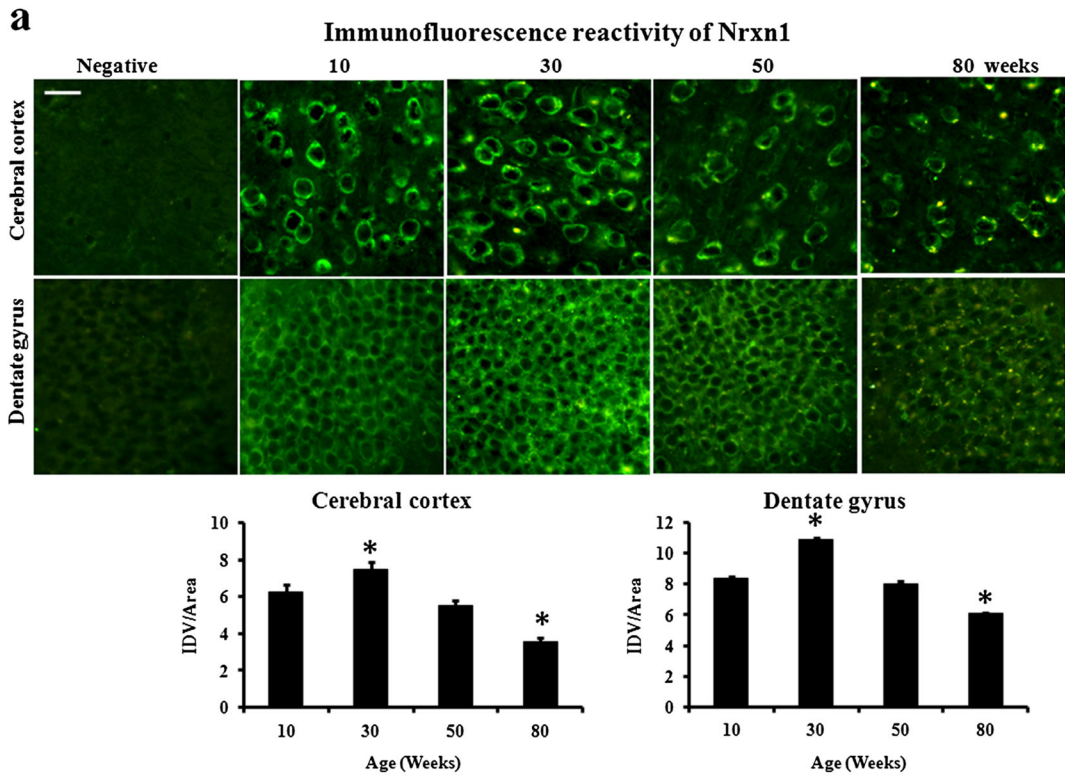 a
Immunofluorescence reactivity of Nrxn1
Negative 10 30 50 80 weeks
Cerebral cortex
Dentate gyrus
Cerebral cortex
10
8
6
4
2
0
IDV/Area
*
*
10 30 50 80
Age (Weeks)
Dentate gyrus
12
10
8
6
4
2
0
IDV/Area
*
*
10 30 50 80
Age (Weeks)